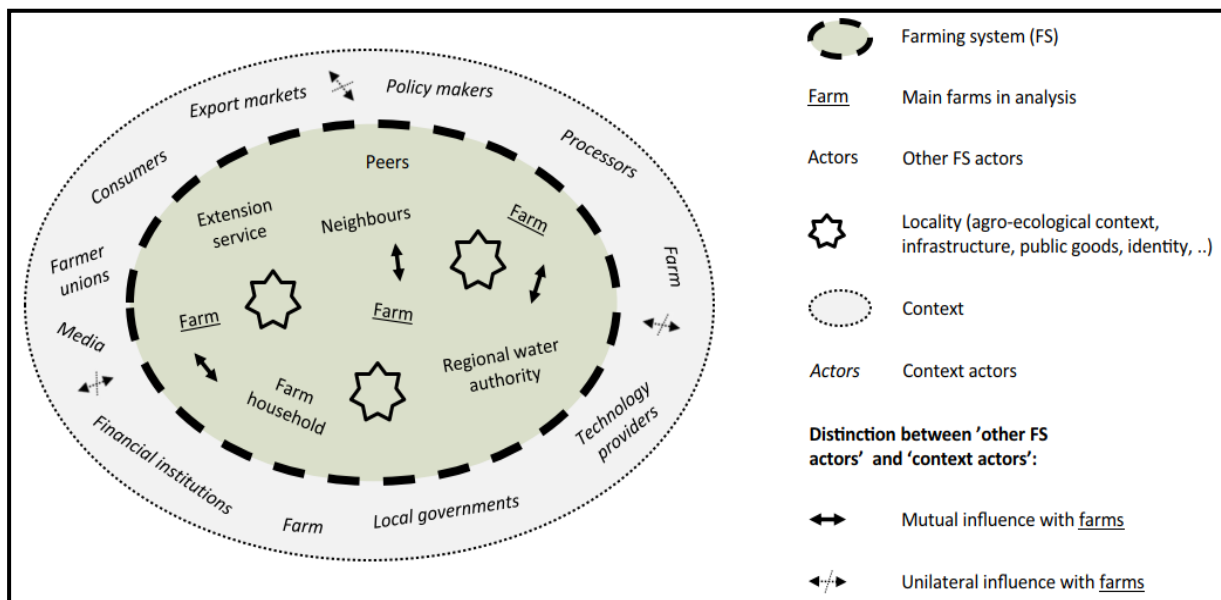 Export markets
Policy makers
Consumers
Processors
Peers
Extension
service
Neighbours
Farm
Farmer
unions
Farm
Farm
Farm
Media
Regional water
authority
Farm
household
Technology
providers
Financial institutions
Farm
Local governments
Farming system (FS)
Farm
Main farms in analysis
Actors
Other FS actors
Locality (agro-ecological context,
infrastructure, public goods, identity, ..)
Context
Actors
Context actors
Distinction between 'other FS
actors' and 'context actors':
Mutual influence with farms
Unilateral influence with farms